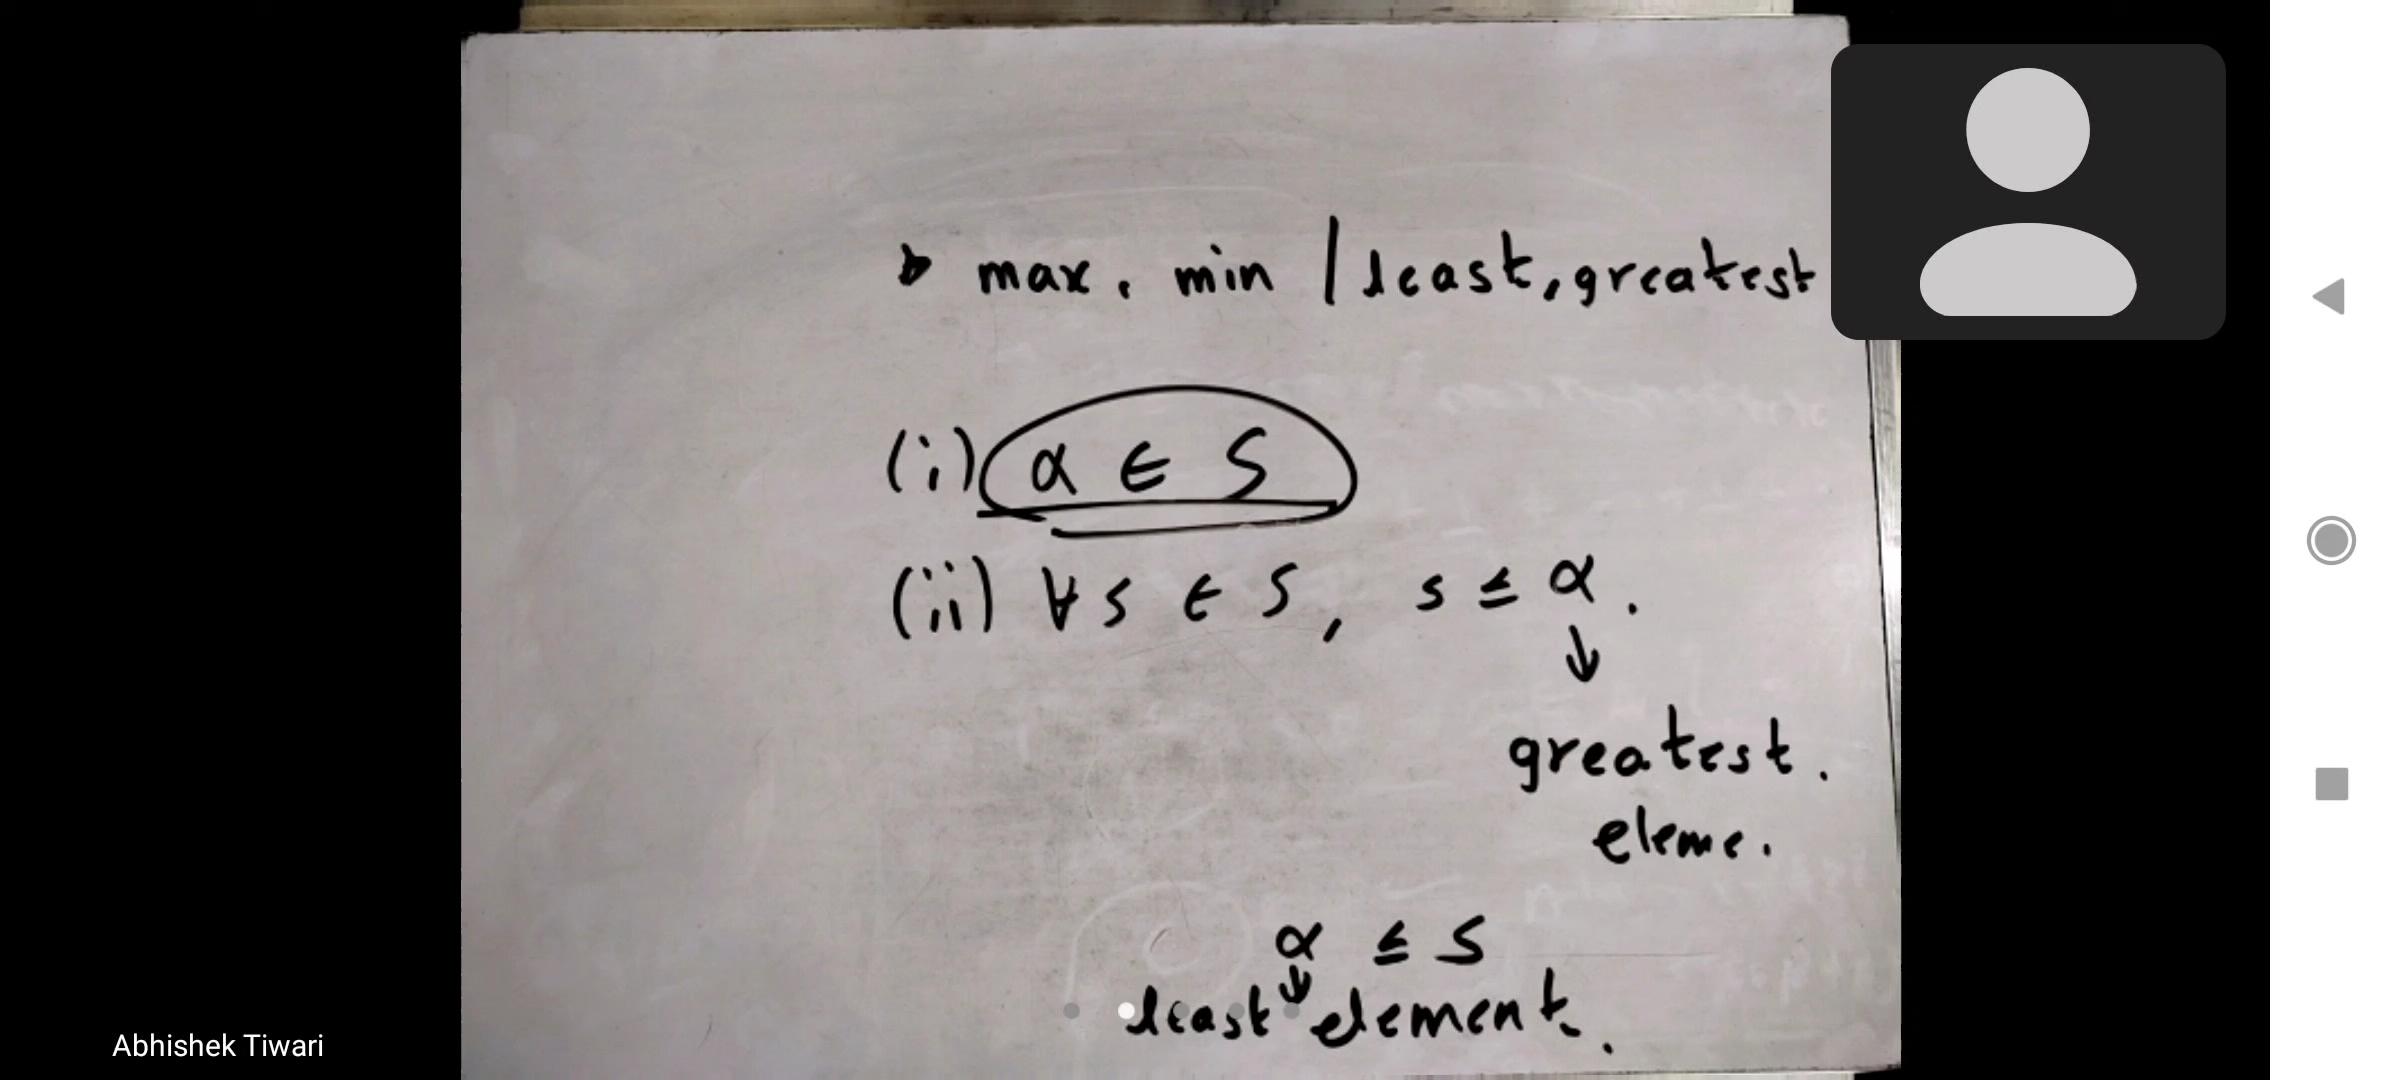 max, min / least, greatest
(i) α ∈ S
(ii) ∀ s ∈ S, s ≤ α.
↓
greatest.
eleme.
α ≤ s
↓
least element.
Abhishek Tiwari